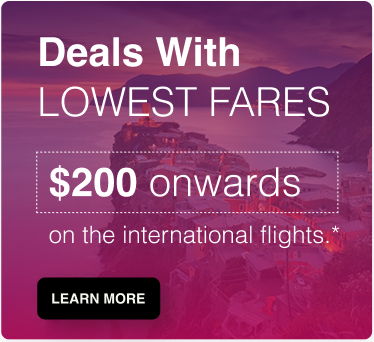 Deals With
LOWEST FARES
$200 onwards
on the international flights.*
LEARN MORE